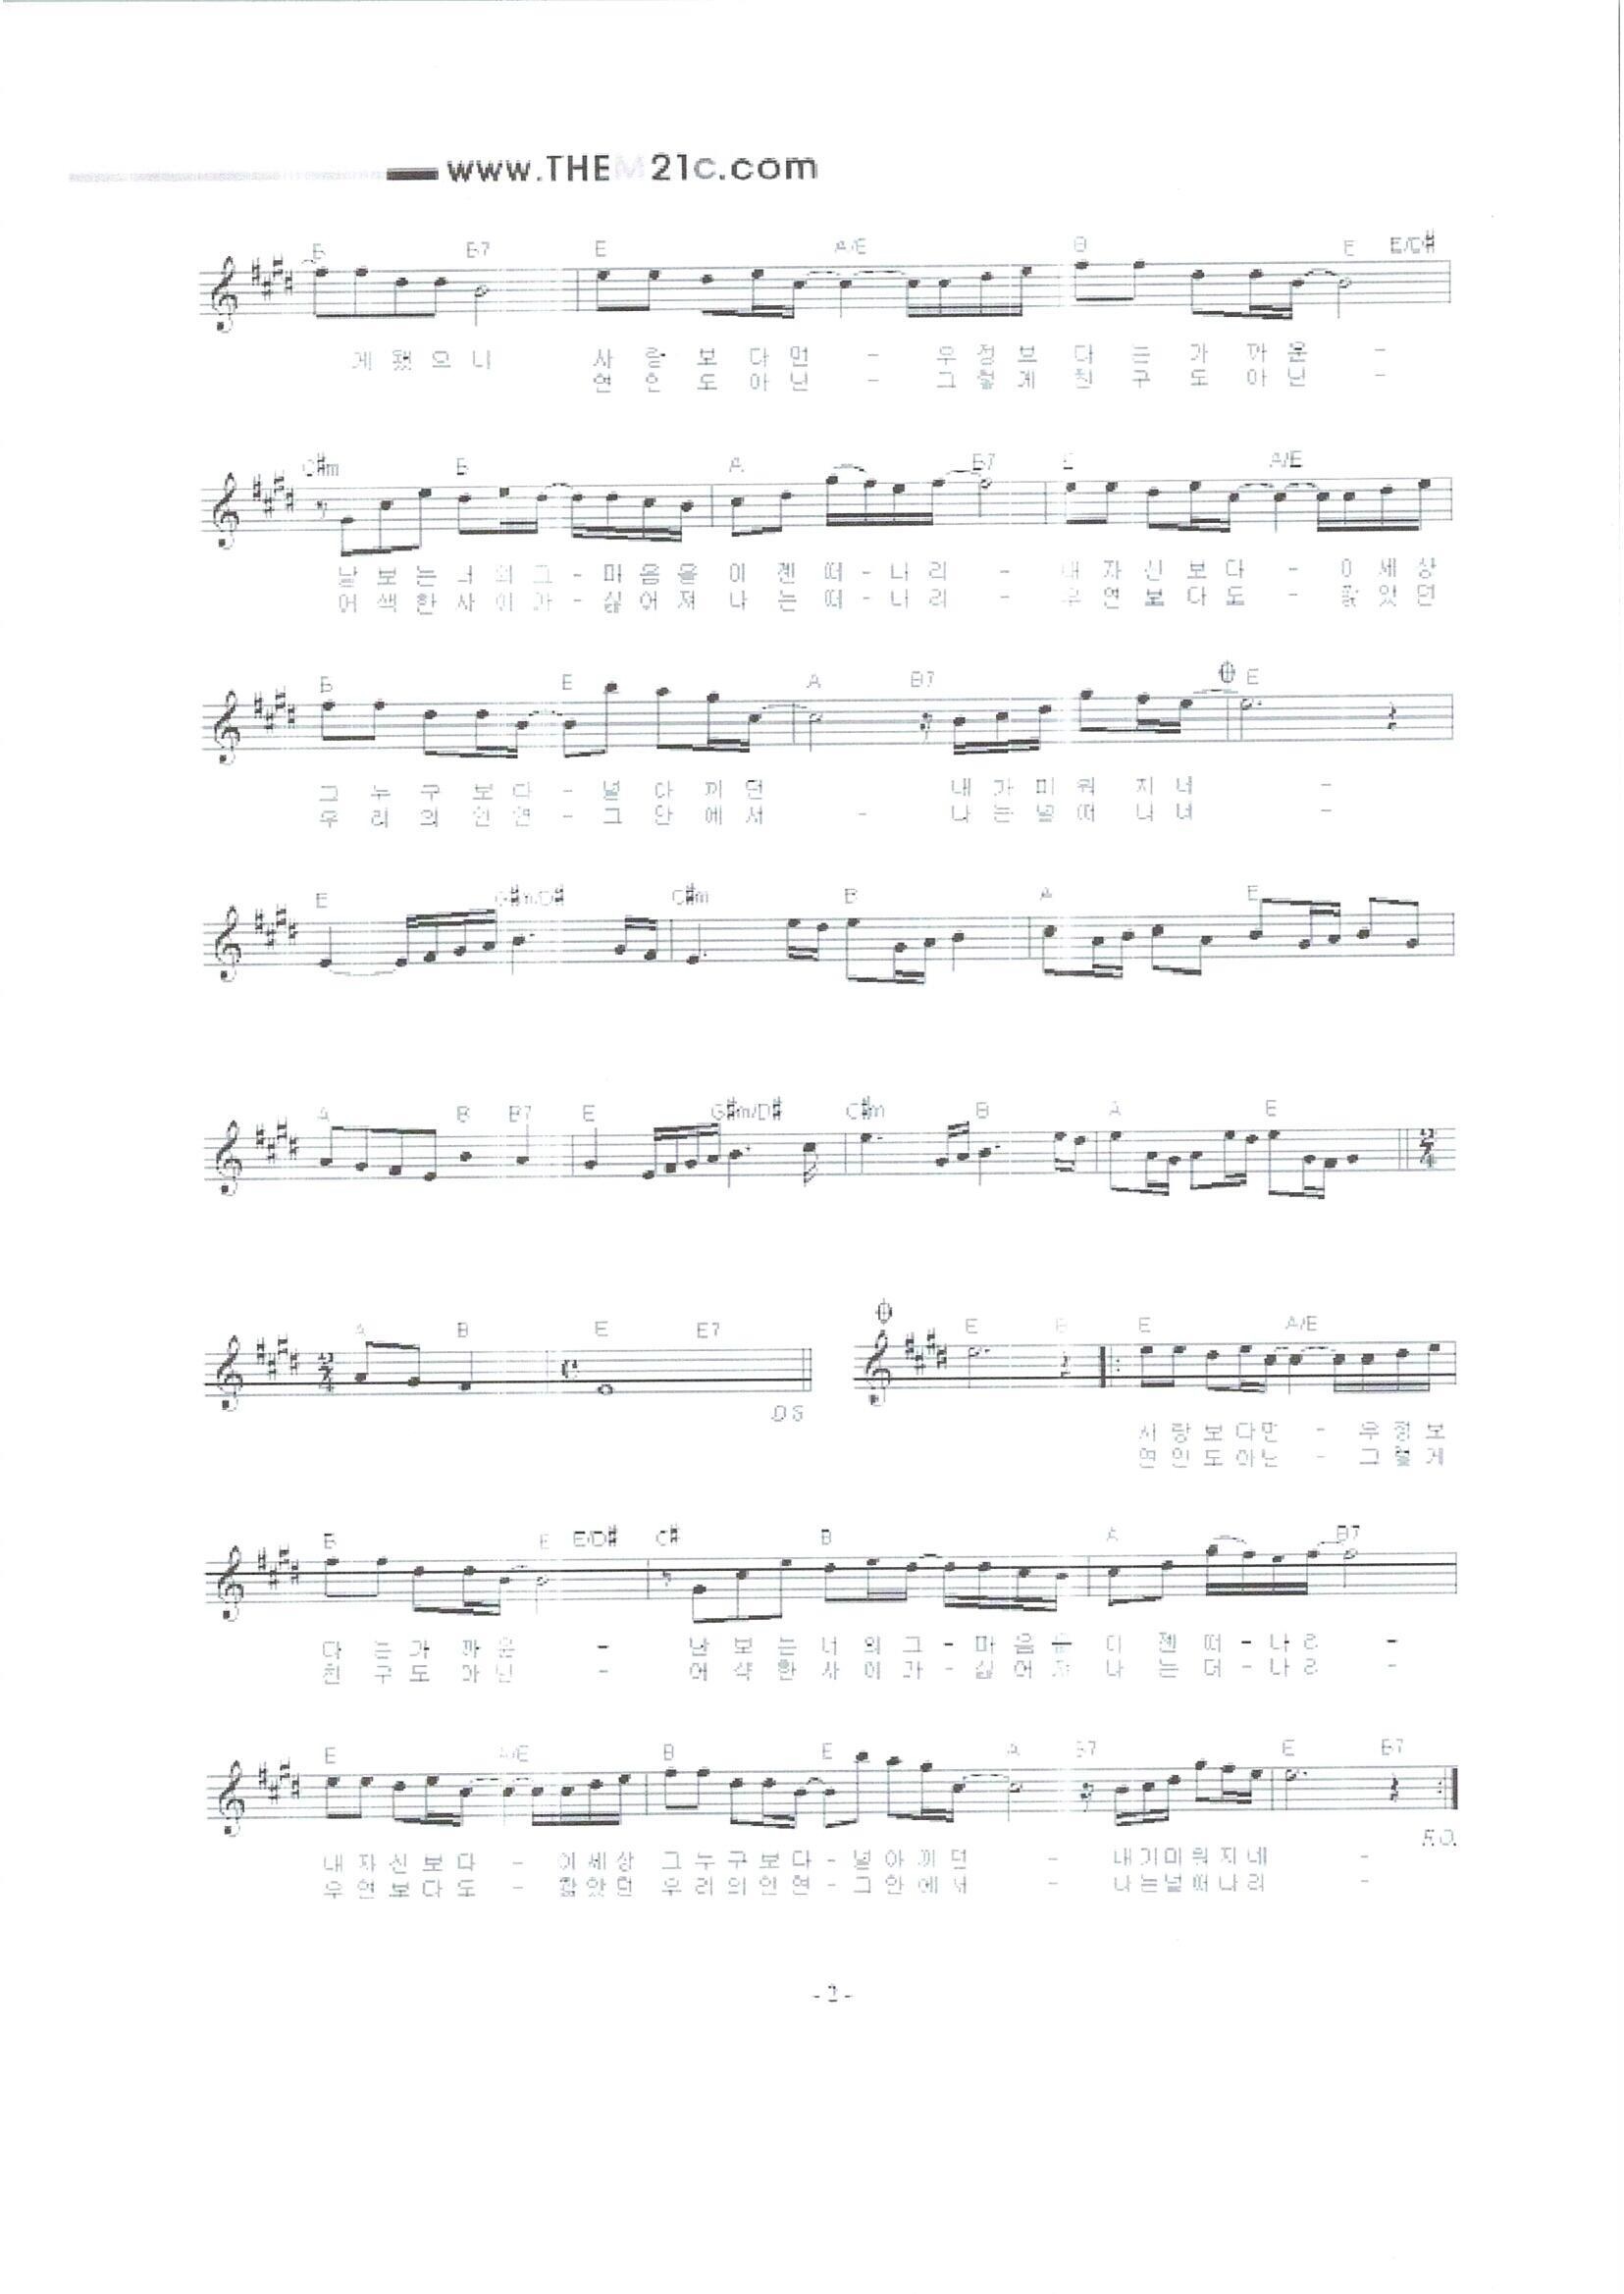 www.THEM21c.com
B B7 E A/E B E E/D#
게 됐 으 니 사 랑 보 다 먼 - 우 정 보 다 는 가 까 운 -
연 인 도 아 닌 - 그 렇 게 친 구 도 아 닌 -
C#m B A B7 E A/E
날 보 는 너 의 그 - 마 음 을 이 젠 떠 - 나 리 - 내 자 신 보 다 - 이 세 상
어 색 한 사 이 가 - 싫 어 져 나 는 떠 - 나 리 - 우 연 보 다 도 - 짧 았 던
B E A B7 E
그 누 구 보 다 - 널 아 끼 던 내 가 미 워 지 네 -
우 리 의 인 연 - 그 안 에 서 - 나 는 널 떠 나 네 -
E G#m/D# C#m B A E
A B B7 E G#m/D# C#m B A E
2/4
2/4 A B E E7 E B E A/E
D.S
사 랑 보 다 먼 - 우 정 보
연 인 도 아 닌 - 그 렇 게
B E E/D# C# B A B7
다 는 가 까 운 - 날 보 는 너 의 그 - 마 음 을 이 젠 떠 - 나 리 -
친 구 도 아 닌 - 어 색 한 사 이 가 - 싫 어 져 나 는 떠 - 나 리 -
E A/E B E A B7 E B7
F.O.
내 자 신 보 다 - 이 세 상 그 누 구 보 다 - 널 아 끼 던 - 내 가 미 워 지 네 -
우 연 보 다 도 - 짧 았 던 우 리 의 인 연 - 그 안 에 서 - 나 는 널 떠 나 리 -
- 2 -